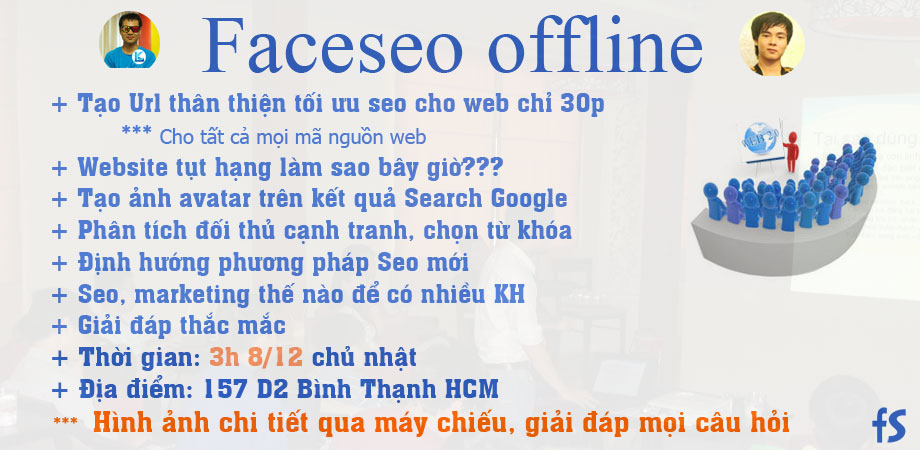 Faceseo offline
+ Tạo Url thân thiện tối ưu seo cho web chỉ 30p
*** Cho tất cả mọi mã nguồn web
+ Website tụt hạng làm sao bây giờ???
+ Tạo ảnh avatar trên kết quả Search Google
+ Phân tích đối thủ cạnh tranh, chọn từ khóa
+ Định hướng phương pháp Seo mới
+ Seo, marketing thế nào để có nhiều KH
+ Giải đáp thắc mắc
+ Thời gian: 3h 8/12 chủ nhật
+ Địa điểm: 157 D2 Bình Thạnh HCM
*** Hình ảnh chi tiết qua máy chiếu, giải đáp mọi câu hỏi
fS